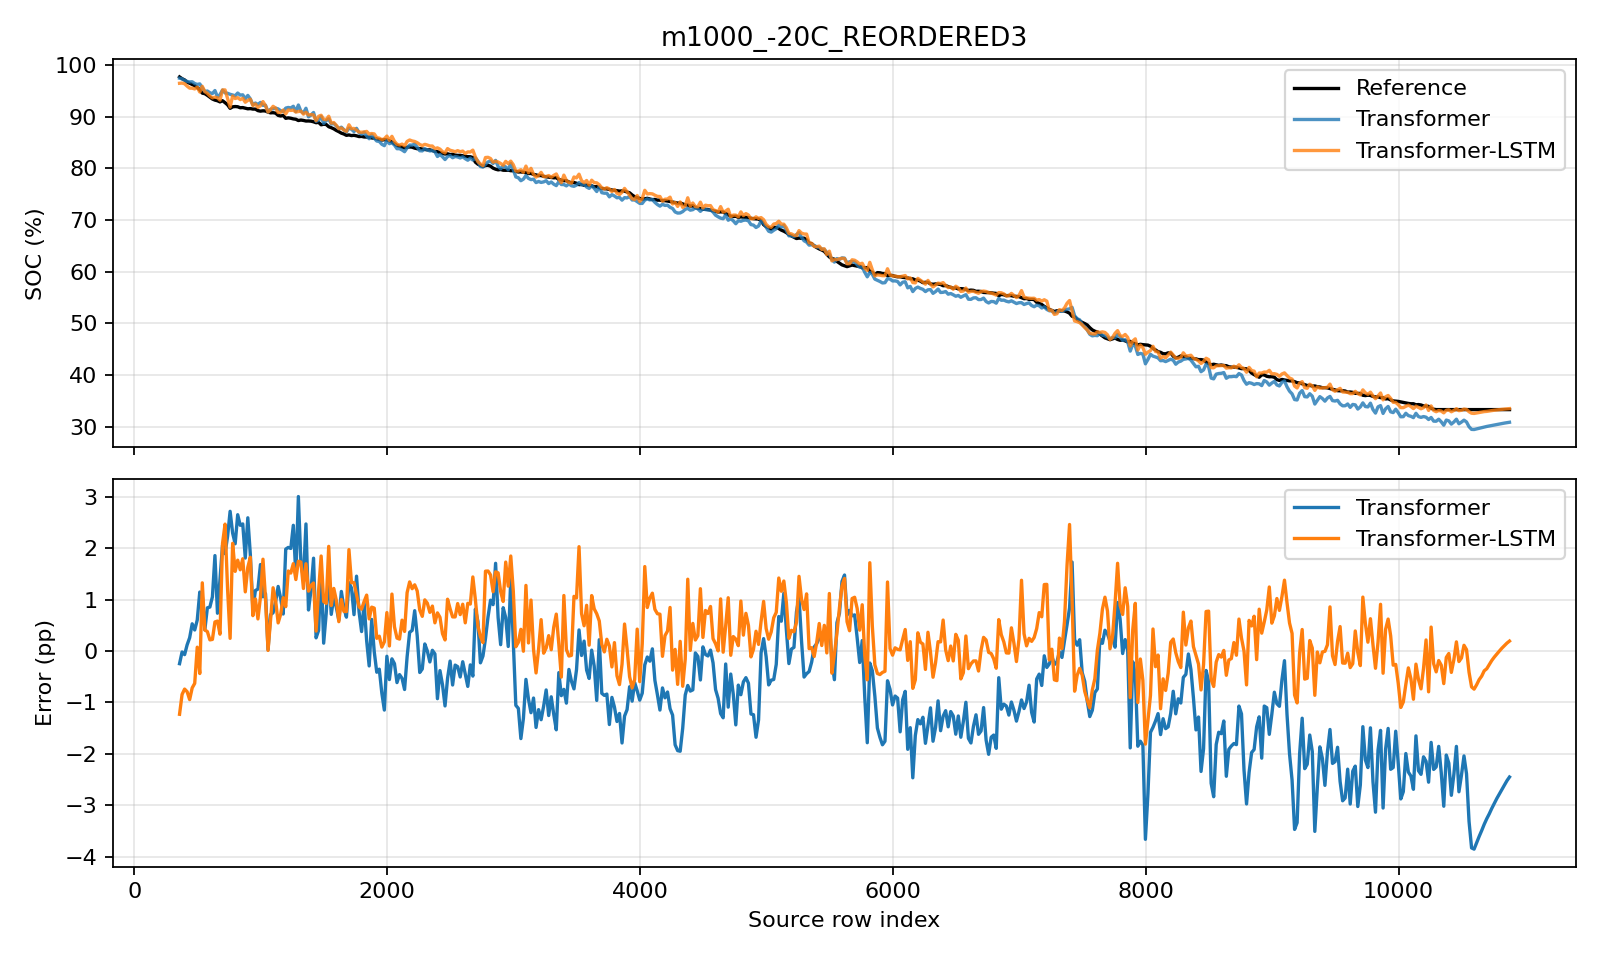 m1000_-20C_REORDERED3
100
90
80
70
60
50
40
30
SOC (%)
Reference
Transformer
Transformer-LSTM
3
2
1
0
−1
−2
−3
−4
Error (pp)
Transformer
Transformer-LSTM
0
2000
4000
6000
8000
10000
Source row index